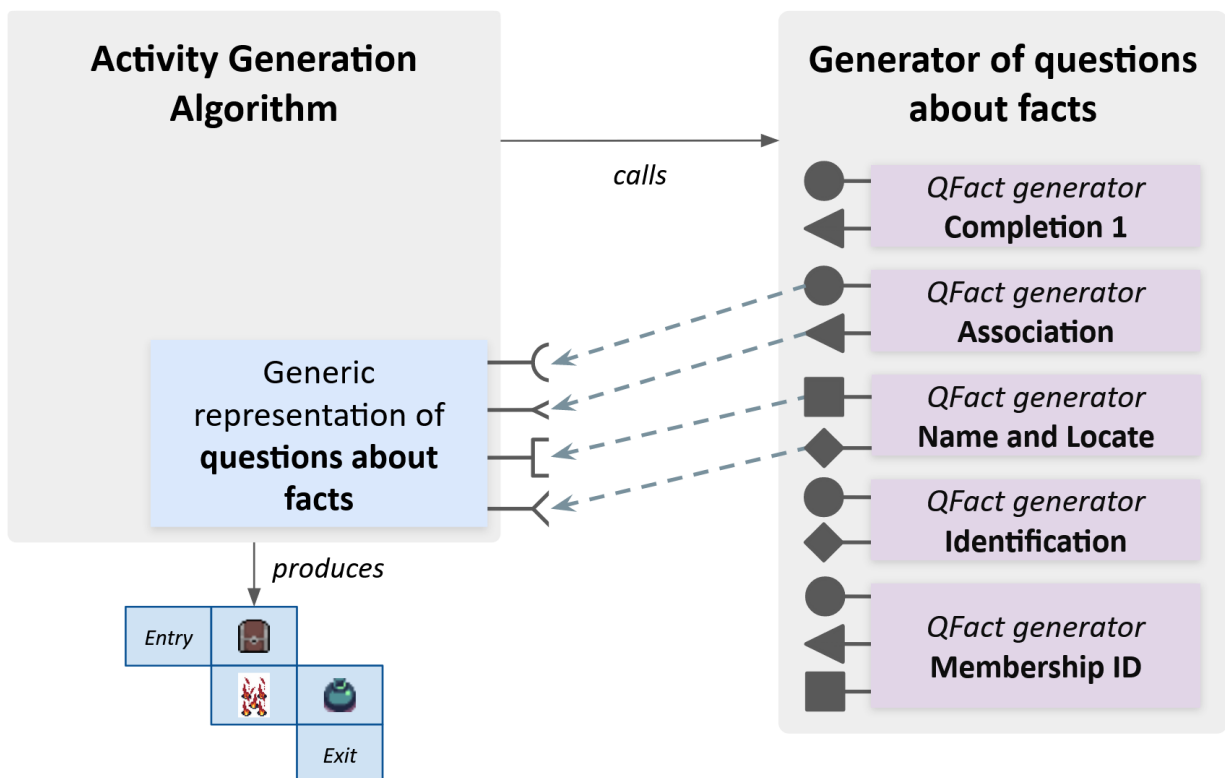 Activity Generation
Algorithm
calls
Generator of questions
about facts
QFact generator
Completion 1
QFact generator
Association
QFact generator
Name and Locate
QFact generator
Identification
QFact generator
Membership ID
Generic
representation of
questions about
facts
produces
Entry
Exit